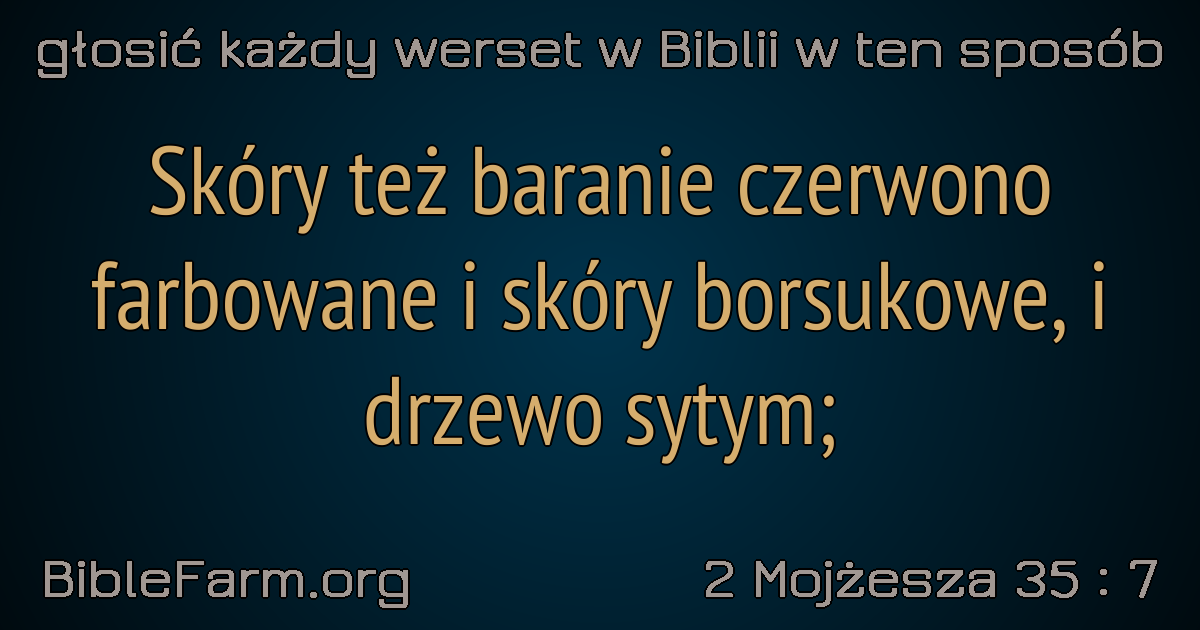 głosić każdy werset w Biblii w ten sposób
Skóry też baranie czerwono
farbowane i skóry borsukowe, i
drzewo sytym;
BibleFarm.org
2 Mojżesza 35 : 7